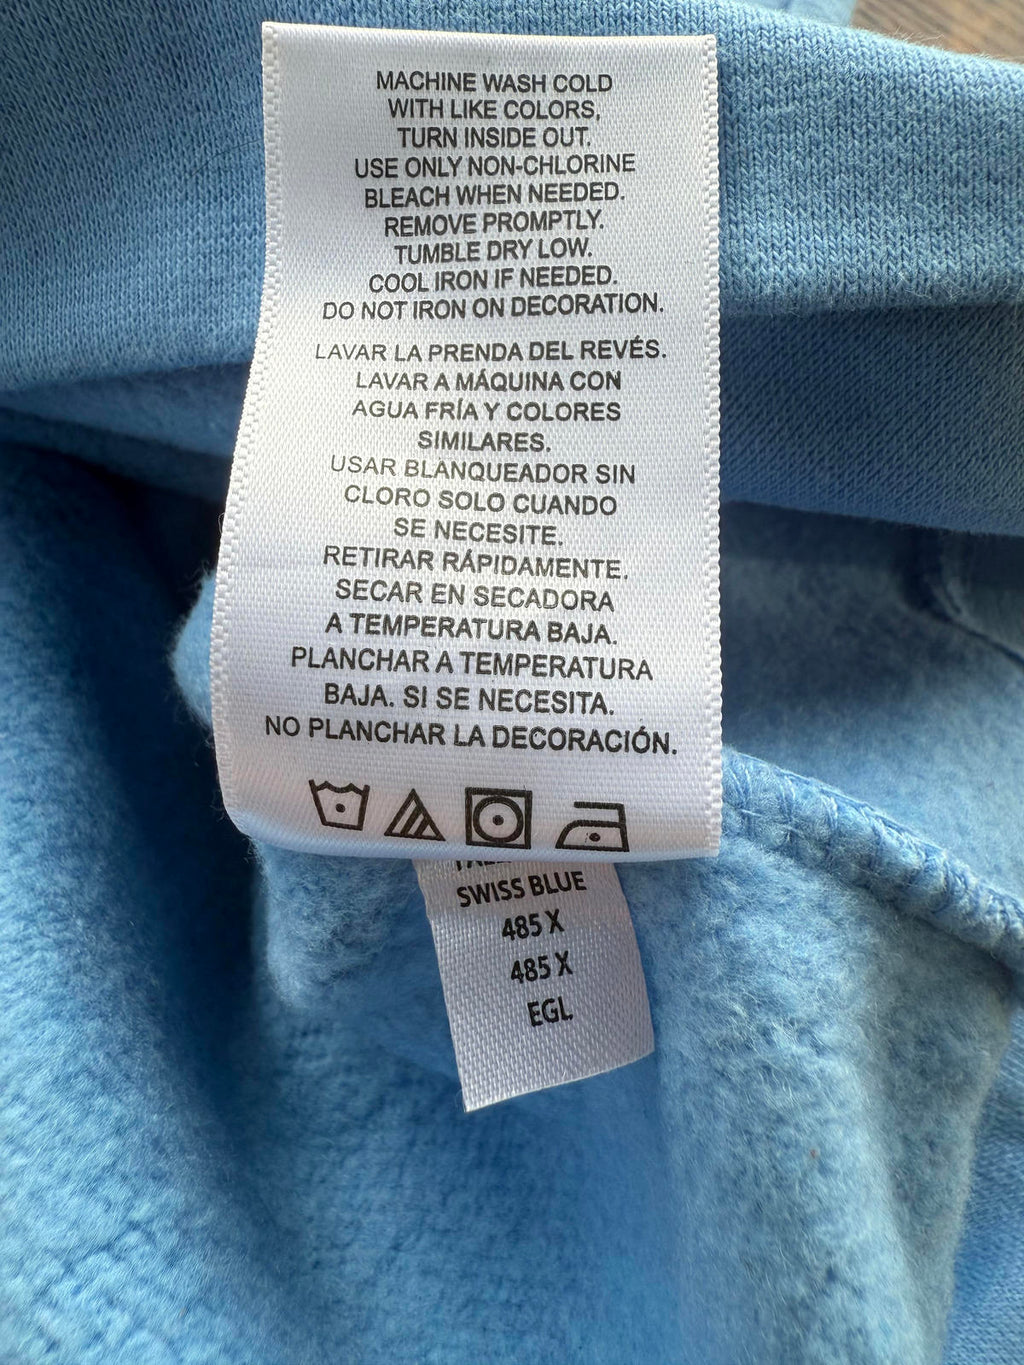 MACHINE WASH COLD
WITH LIKE COLORS,
TURN INSIDE OUT.
USE ONLY NON-CHLORINE
BLEACH WHEN NEEDED.
REMOVE PROMPTLY.
TUMBLE DRY LOW.
COOL IRON IF NEEDED.
DO NOT IRON ON DECORATION.
LAVAR LA PRENDA DEL REVÉS.
LAVAR A MÁQUINA CON
AGUA FRÍA Y COLORES
SIMILARES.
USAR BLANQUEADOR SIN
CLORO SOLO CUANDO
SE NECESITE.
RETIRAR RÁPIDAMENTE.
SECAR EN SECADORA
A TEMPERATURA BAJA.
PLANCHAR A TEMPERATURA
BAJA. SI SE NECESITA.
NO PLANCHAR LA DECORACIÓN.
SWISS BLUE
485 X
485 X
EGL